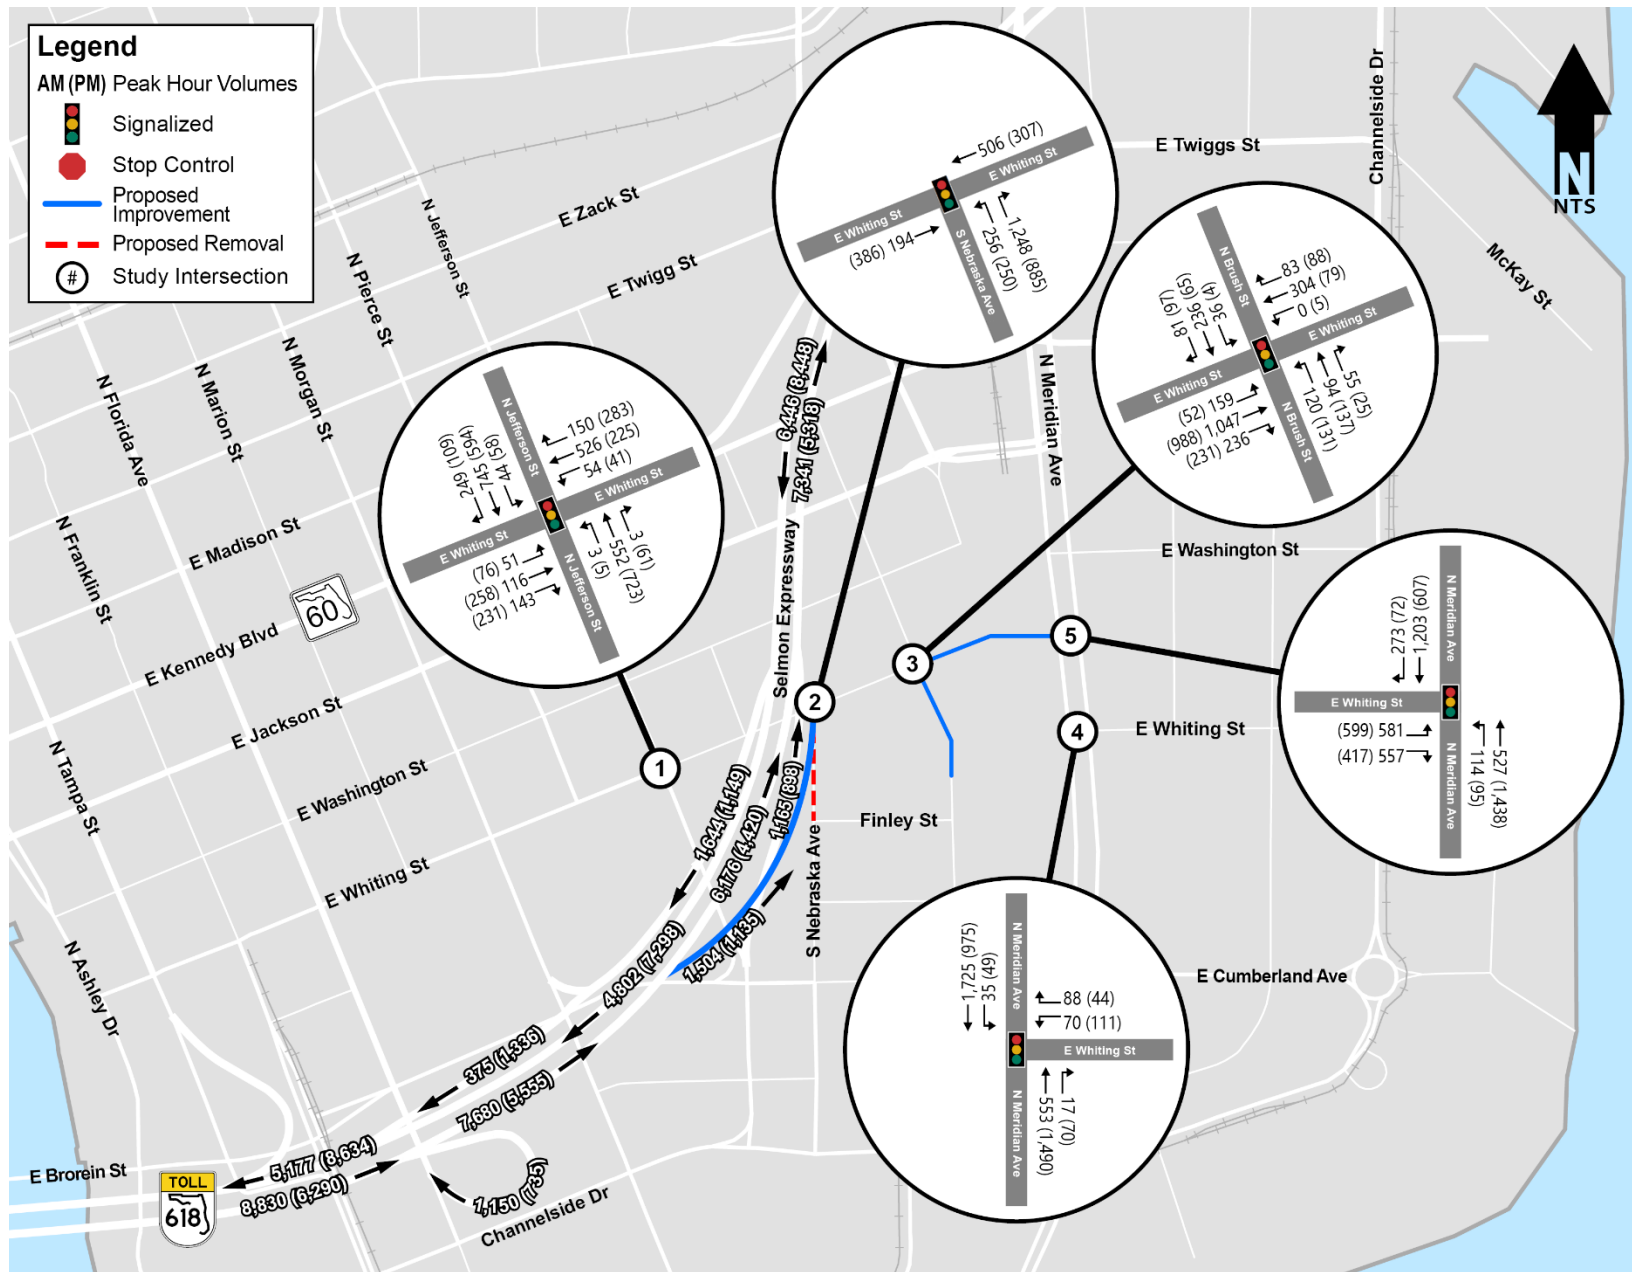 Legend
AM (PM) Peak Hour Volumes
Signalized
Stop Control
Proposed
Improvement
Proposed Removal
# Study Intersection
N
NTS
E Zack St
E Twigg St
E Twiggs St
Channelside Dr
McKay St
N Jefferson St
N Pierce St
N Morgan St
N Marion St
N Florida Ave
N Franklin St
N Tampa St
N Ashley Dr
E Madison St
60
E Kennedy Blvd
E Jackson St
E Washington St
E Whiting St
E Brorein St
TOLL
618
Channelside Dr
Selmon Expressway
N Meridian Ave
S Nebraska Ave
Finley St
E Washington St
E Whiting St
E Cumberland Ave
6,446 (8,448)
7,341 (5,318)
1,644 (1,149)
6,176 (4,420)
1,165 (898)
1,504 (1,135)
4,802 (7,298)
375 (1,336)
7,680 (5,555)
5,177 (8,634)
8,830 (6,290)
1,150 (735)
1
2
3
4
5
N Jefferson St
249 (109)
745 (594)
44 (58)
150 (283)
526 (225)
54 (41)
E Whiting St
E Whiting St
(76) 51
(258) 116
(231) 143
3 (5)
552 (723)
3 (61)
N Jefferson St
506 (307)
E Whiting St
E Whiting St
(386) 194
256 (250)
1,248 (885)
S Nebraska Ave
N Brush St
81 (97)
236 (65)
36 (4)
83 (88)
304 (79)
0 (5)
E Whiting St
E Whiting St
(52) 159
(988) 1,047
(231) 236
120 (131)
94 (137)
55 (25)
N Brush St
273 (72)
1,203 (607)
N Meridian Ave
E Whiting St
(599) 581
(417) 557
114 (95)
527 (1,438)
N Meridian Ave
1,725 (975)
35 (49)
N Meridian Ave
88 (44)
70 (111)
E Whiting St
553 (1,490)
17 (70)
N Meridian Ave